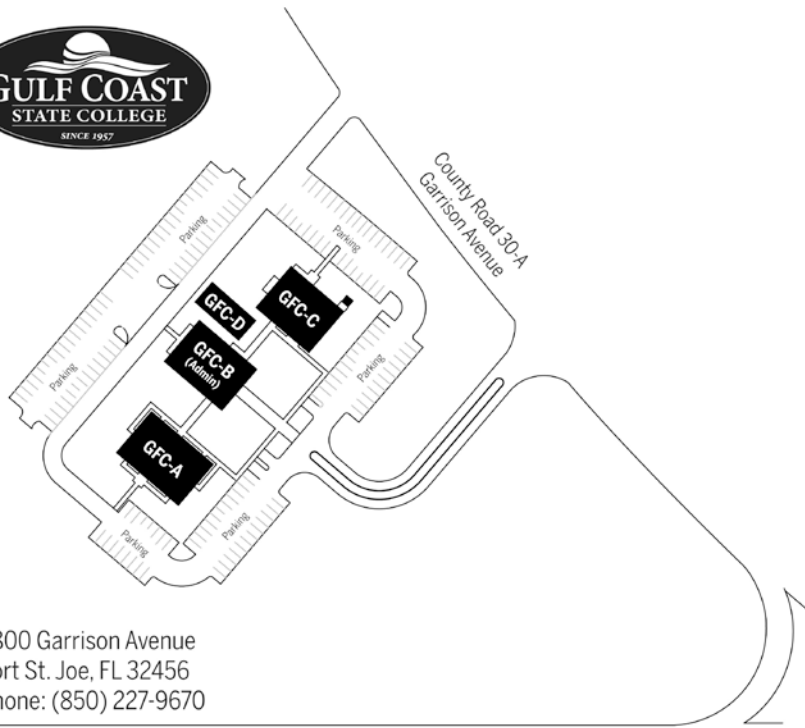 GULF COAST
STATE COLLEGE
SINCE 1957
County Road 30-A
Garrison Avenue
Parking
Parking
GFC-C
GFC-D
GFC-B
(Admin)
Parking
Parking
GFC-A
Parking
Parking
800 Garrison Avenue
ort St. Joe, FL 32456
hone: (850) 227-9670